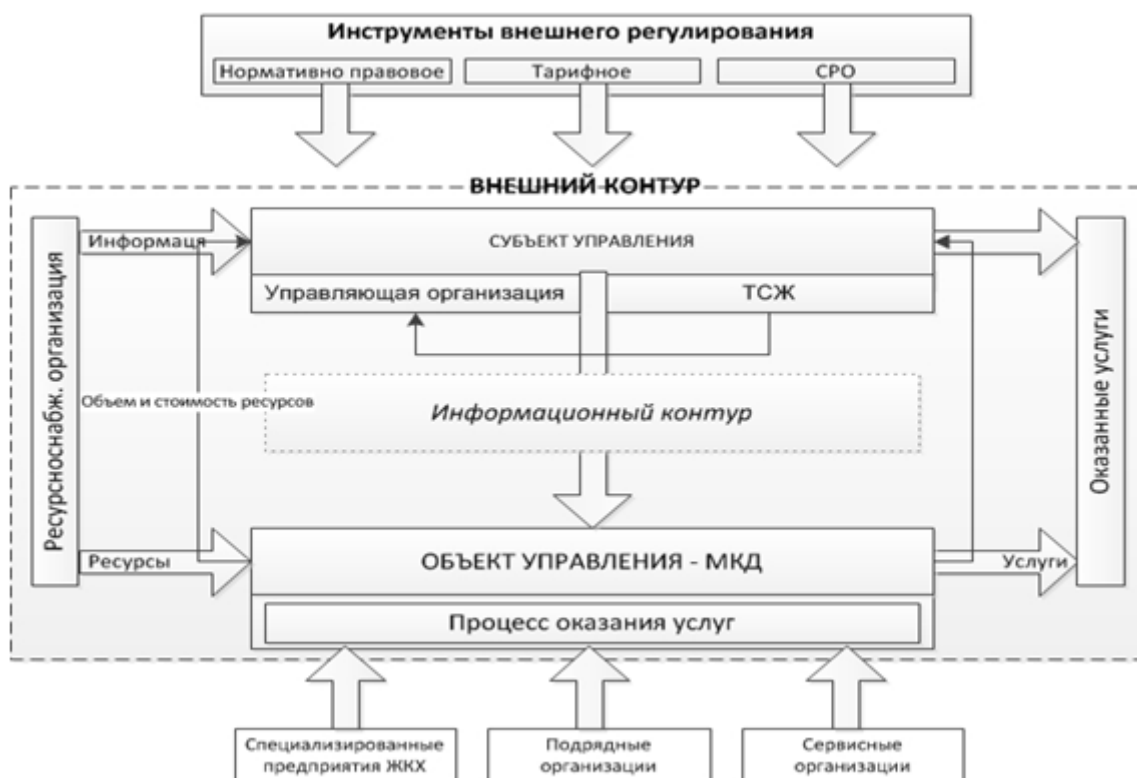 Инструменты внешнего регулирования
Нормативно правовое
Тарифное
СРО
ВНЕШНИЙ КОНТУР
Ресурсноснабж. организация
Информаця
СУБЪЕКТ УПРАВЛЕНИЯ
Управляющая организация
ТСЖ
Объем и стоимость ресурсов
Информационный контур
Оказанные услуги
Ресурсы
ОБЪЕКТ УПРАВЛЕНИЯ - МКД
Услуги
Процесс оказания услуг
Специализированные
предприятия ЖКХ
Подрядные
организации
Сервисные
организации